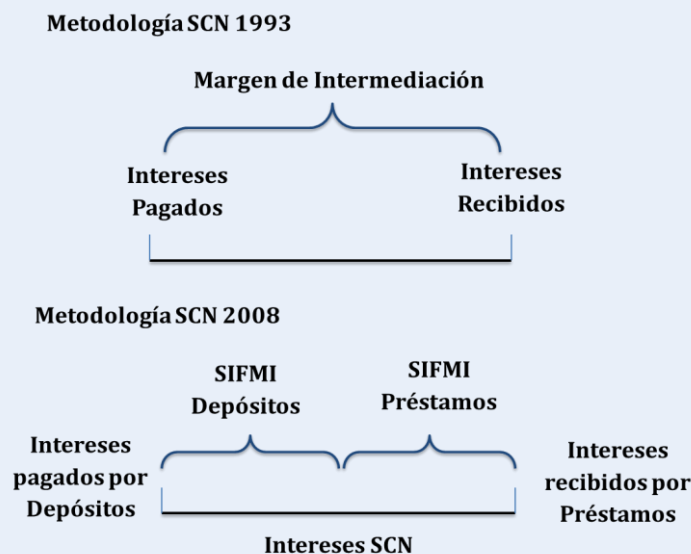 Metodología SCN 1993
Margen de Intermediación
Intereses
Pagados
Intereses
Recibidos
Metodología SCN 2008
SIFMI
Depósitos
SIFMI
Préstamos
Intereses
pagados por
Depósitos
Intereses
recibidos por
Préstamos
Intereses SCN